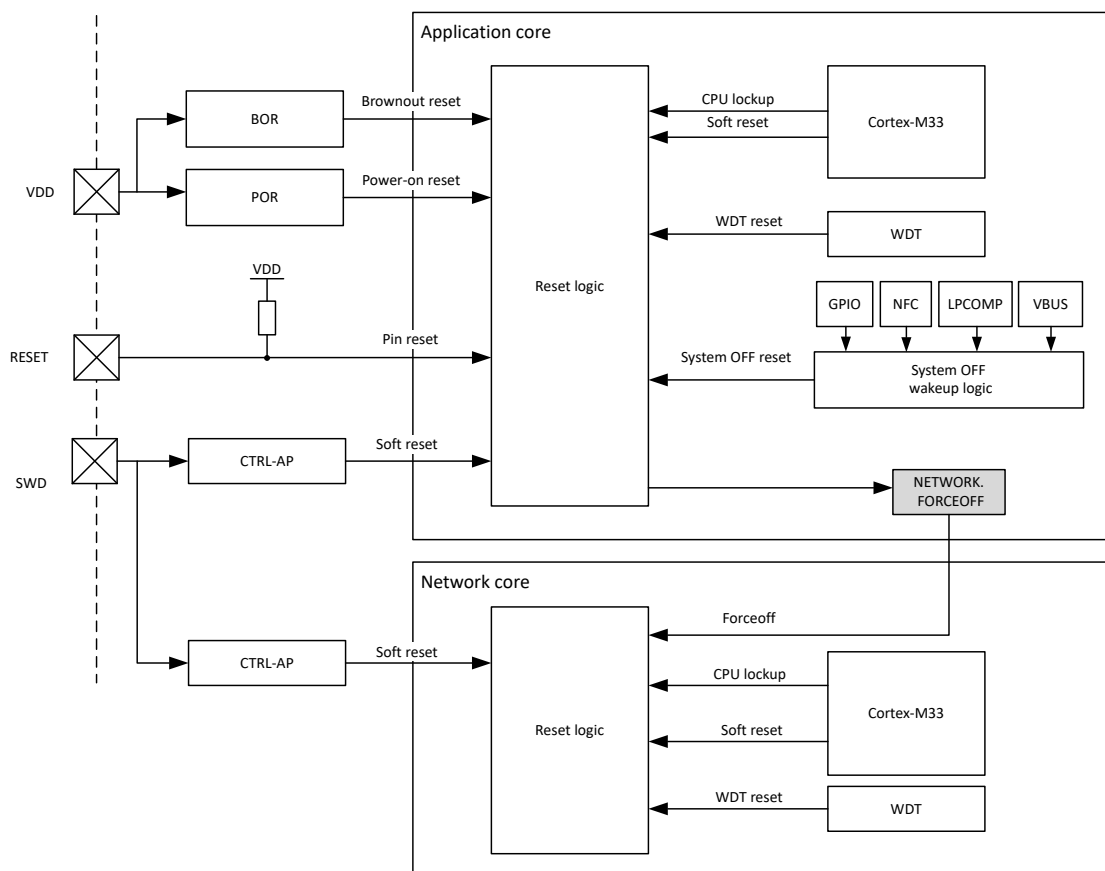 Application core
Brownout reset
BOR
CPU lockup
Soft reset
Cortex-M33
VDD
Power-on reset
POR
WDT reset
WDT
VDD
Reset logic
GPIO
NFC
LPCOMP
VBUS
RESET
Pin reset
System OFF reset
System OFF
wakeup logic
SWD
CTRL-AP
Soft reset
NETWORK.
FORCEOFF
Network core
Forceoff
CTRL-AP
Soft reset
CPU lockup
Cortex-M33
Reset logic
Soft reset
WDT reset
WDT